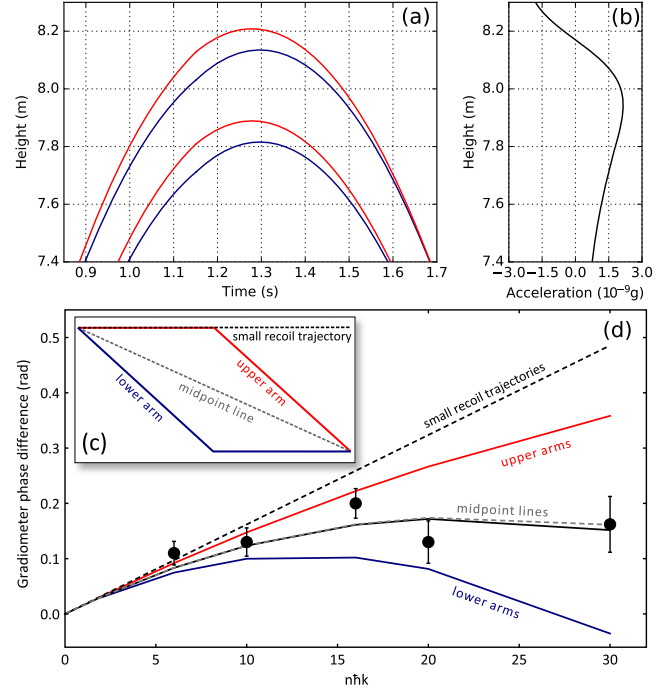 (a)
8.2
8.0
7.8
7.6
7.4
Height (m)
0.9 1.0 1.1 1.2 1.3 1.4 1.5 1.6 1.7
Time (s)
(b)
8.2
8.0
7.8
7.6
7.4
Height (m)
−3.0 −1.5 0.0 1.5 3.0
Acceleration (10⁻⁹g)
(c)
small recoil trajectory
upper arm
midpoint line
lower arm
(d)
0.5
0.4
0.3
0.2
0.1
0.0
Gradiometer phase difference (rad)
small recoil trajectories
upper arms
midpoint lines
lower arms
0 5 10 15 20 25 30
nħk